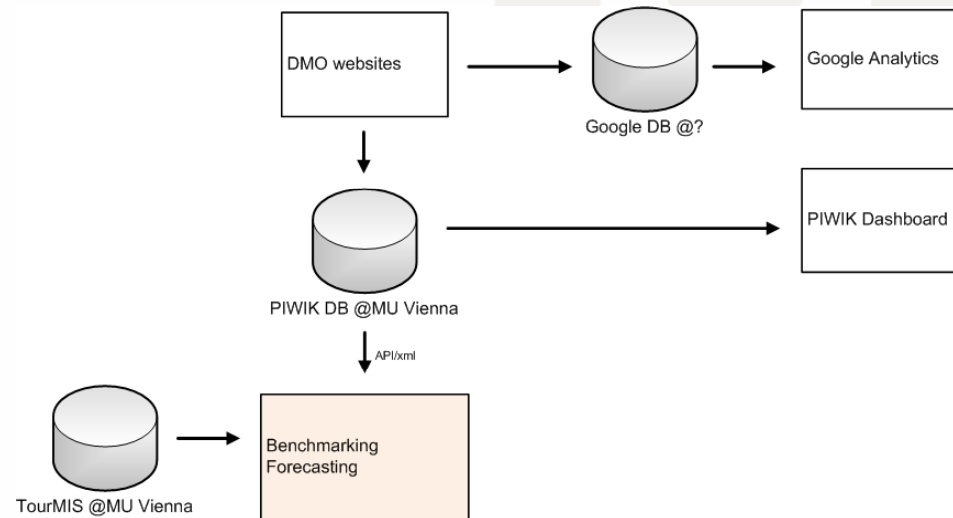 DMO websites
Google Analytics
Google DB @?
PIWIK Dashboard
PIWIK DB @MU Vienna
API/xml
Benchmarking
Forecasting
TourMIS @MU Vienna